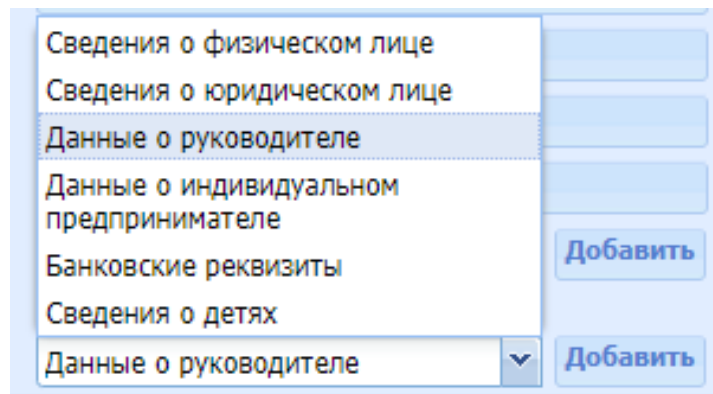 Сведения о физическом лице
Сведения о юридическом лице
Данные о руководителе
Данные о индивидуальном
предпринимателе
Добавить
Банковские реквизиты
Сведения о детях
Данные о руководителе
Добавить